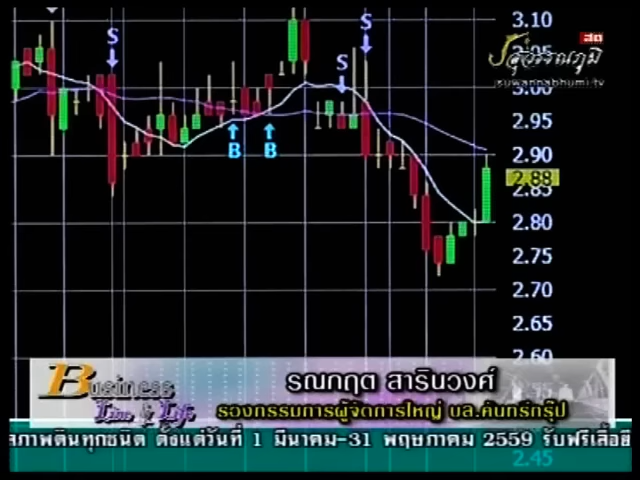 3.10
S
S
S
สด
สุวรรณภูมิ
jsuwannabhumi.tv
3.05
3.00
2.95
B
B
2.90
2.88
2.85
2.80
2.75
2.70
2.65
2.60
Business
Line & Life
รณกฤต สารินวงศ์
รองกรรมการผู้จัดการใหญ่ บล.คันทรี่กรุ๊ป
สภาพดินทุกชนิด ตั้งแต่วันที่ 1 มีนาคม-31 พฤษภาคม 2559 รับฟรีเสื้อยื
2.45